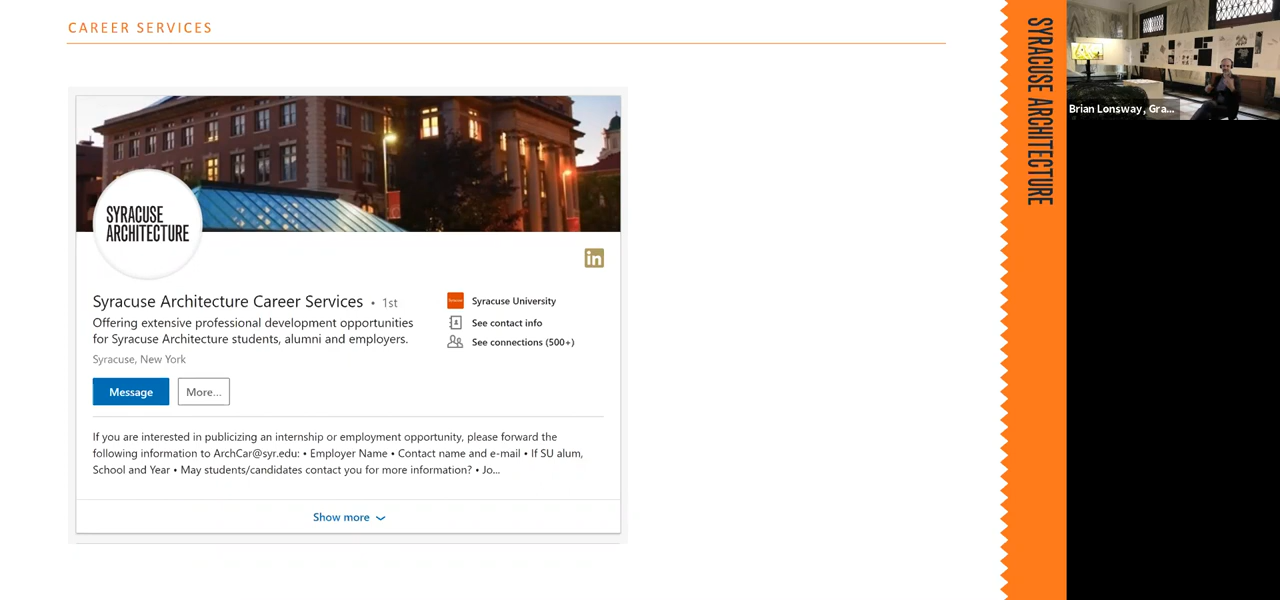 CAREER SERVICES
SYRACUSE
ARCHITECTURE
in
Syracuse Architecture Career Services • 1st
Offering extensive professional development opportunities
for Syracuse Architecture students, alumni and employers.
Syracuse, New York
Syracuse University
See contact info
See connections (500+)
Message
More...
If you are interested in publicizing an internship or employment opportunity, please forward the
following information to ArchCar@syr.edu: • Employer Name • Contact name and e-mail • If SU alum,
School and Year • May students/candidates contact you for more information? • Jo...
Show more
SYRACUSE ARCHITECTURE
Brian Lonsway, Gra...